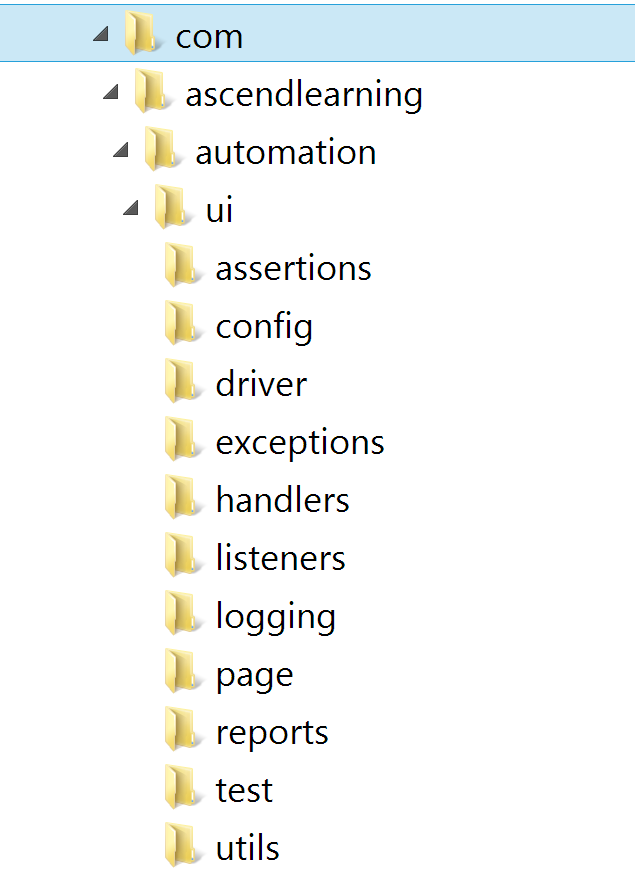 com
ascendlearning
automation
ui
assertions
config
driver
exceptions
handlers
listeners
logging
page
reports
test
utils